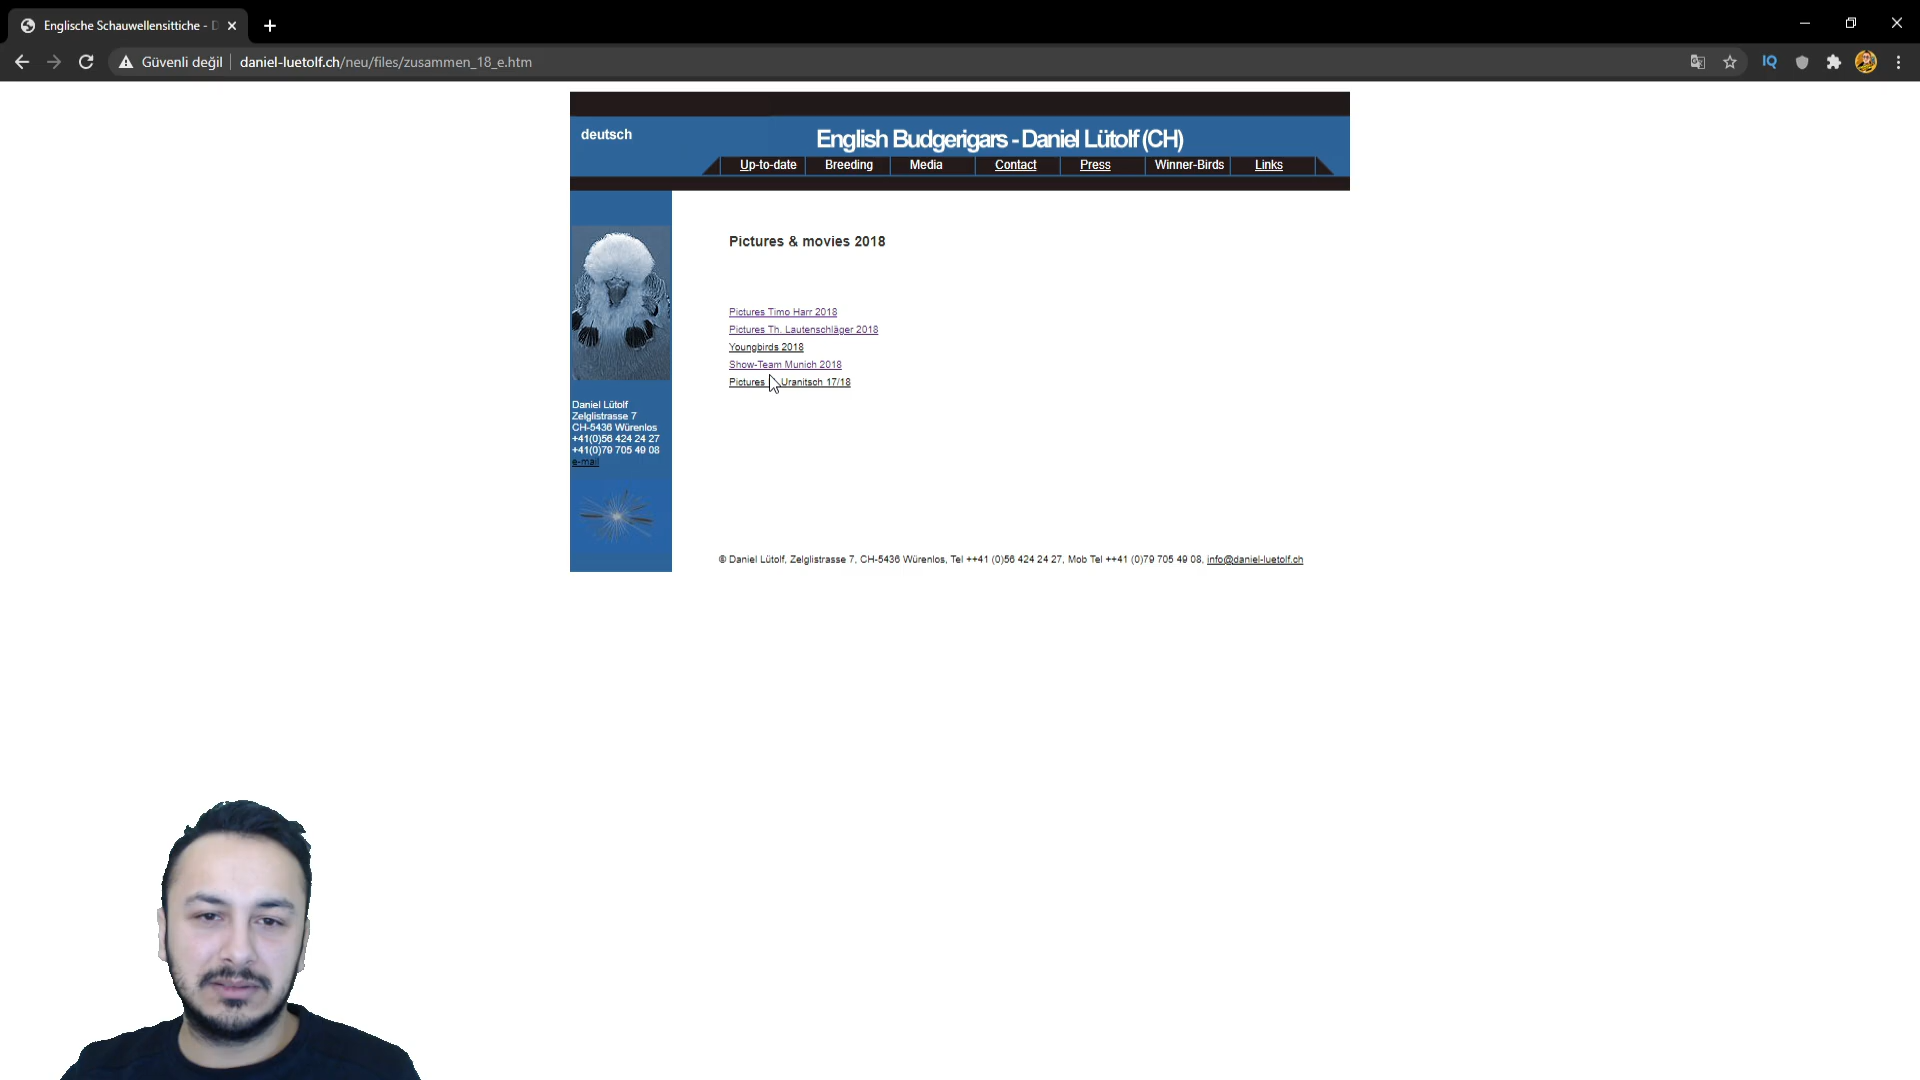 Englische Schauwellensittiche - D
Güvenli değil
daniel-luetolf.ch/neu/files/zusammen_18_e.htm
IQ
deutsch
English Budgerigars - Daniel Lütolf (CH)
Up-to-date Breeding Media Contact Press Winner-Birds Links
Pictures & movies 2018
Pictures Timo Harr 2018
Pictures Th. Lautenschläger 2018
Youngbirds 2018
Show-Team Munich 2018
Pictures Uranitsch 17/18
Daniel Lütolf
Zelglistrasse 7
CH-5436 Würenlos
+41(0)56 424 24 27
+41(0)79 705 49 08
e-mail
© Daniel Lütolf, Zelglistrasse 7, CH-5436 Würenlos, Tel ++41 (0)56 424 24 27, Mob Tel ++41 (0)79 705 49 08, info@daniel-luetolf.ch